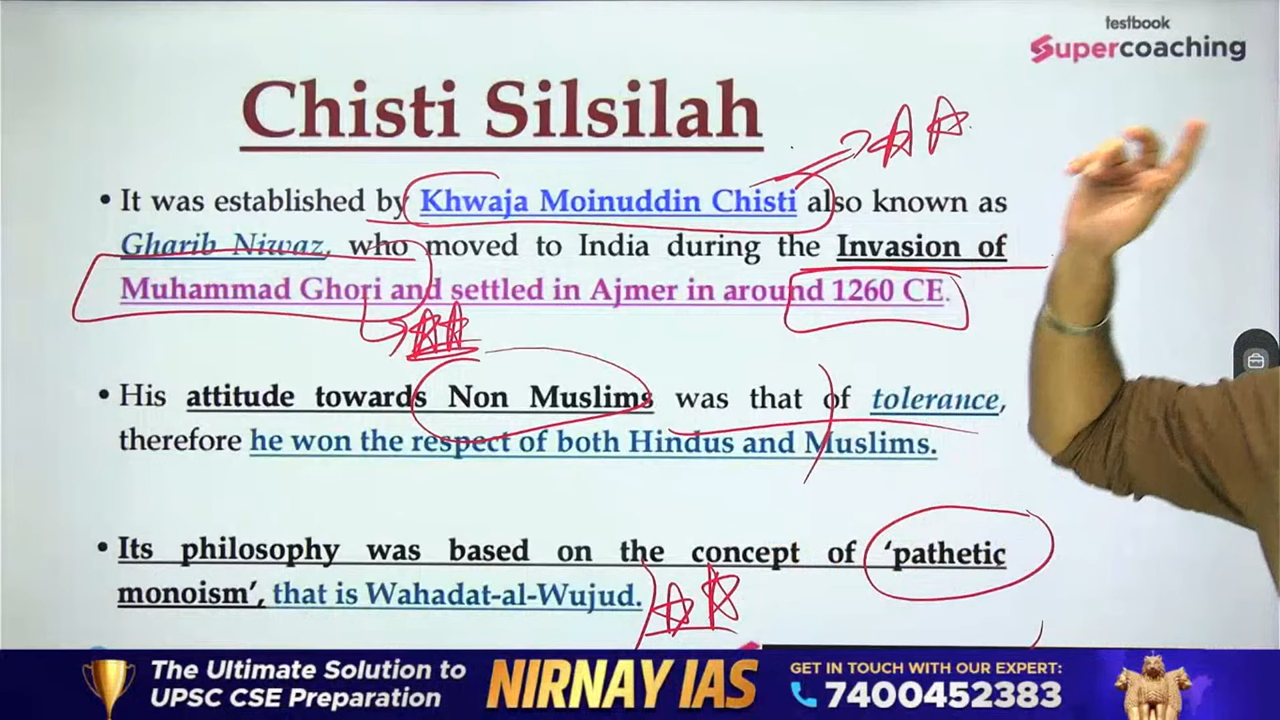 testbook
Supercoaching
Chisti Silsilah
• It was established by Khwaja Moinuddin Chisti also known as
Gharib Niwaz, who moved to India during the Invasion of
Muhammad Ghori and settled in Ajmer in around 1260 CE.
• His attitude towards Non Muslims was that of tolerance,
therefore he won the respect of both Hindus and Muslims.
• Its philosophy was based on the concept of 'pathetic
monoism', that is Wahadat-al-Wujud.
The Ultimate Solution to
UPSC CSE Preparation
NIRNAY IAS
GET IN TOUCH WITH OUR EXPERT:
7400452383